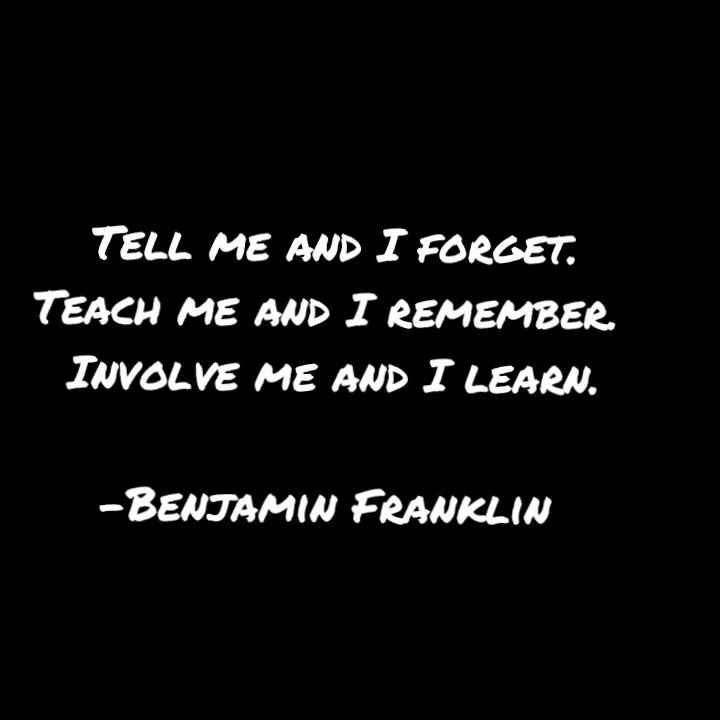 Tell me and I forget.
Teach me and I remember.
Involve me and I learn.
-Benjamin Franklin